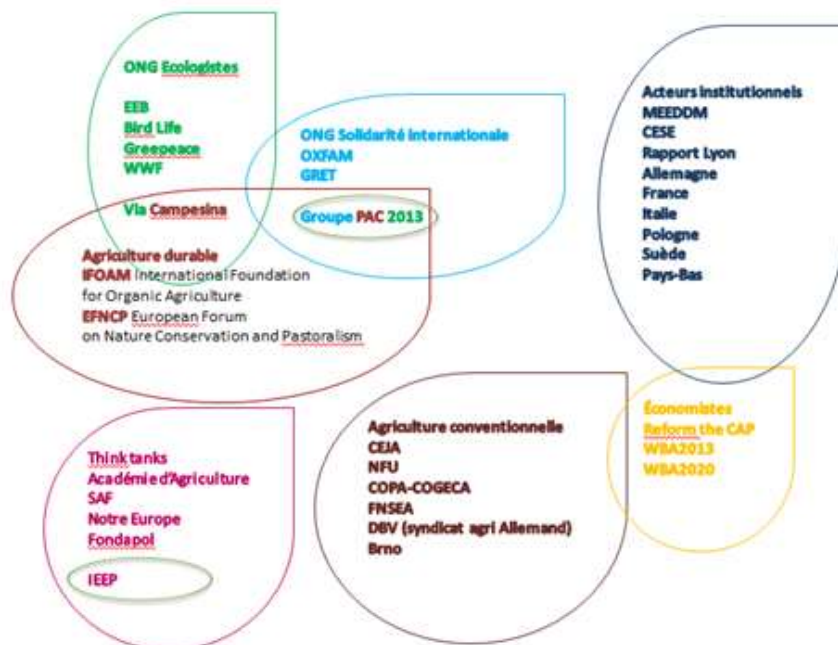 ONG Ecologistes
EEB
Bird Life
Greepeace
WWF
Via Campesina
ONG Solidarité internationale
OXFAM
GRET
Groupe PAC 2013
Acteurs institutionnels
MEEDDM
CESE
Rapport Lyon
Allemagne
France
Italie
Pologne
Suède
Pays-Bas
Agriculture durable
IFOAM International Foundation
for Organic Agriculture
EFNCP European Forum
on Nature Conservation and Pastoralism
Think tanks
Académie d'Agriculture
SAF
Notre Europe
Fondapol
IEEP
Agriculture conventionnelle
CEJA
NFU
COPA-COGECA
FNSEA
DBV (syndicat agri Allemand)
Brno
Économistes
Reform the CAP
WBA2013
WBA2020